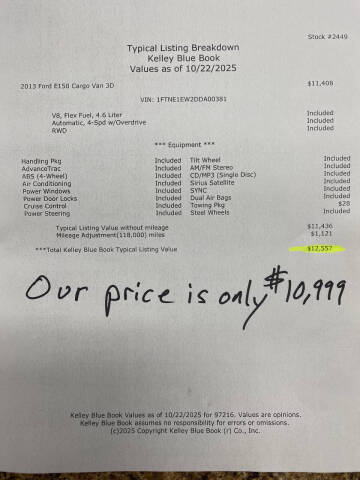 Stock #2449
Typical Listing Breakdown
Kelley Blue Book
Values as of 10/22/2025
2013 Ford E150 Cargo Van 3D $11,408
VIN: 1FTNE1EW2DDA00381
V8, Flex Fuel, 4.6 Liter Included
Automatic, 4-Spd w/Overdrive Included
RWD Included
*** Equipment ***
Handling Pkg Included Tilt Wheel Included
AdvanceTrac Included AM/FM Stereo Included
ABS (4-Wheel) Included CD/MP3 (Single Disc) Included
Air Conditioning Included Sirius Satellite Included
Power Windows Included SYNC Included
Power Door Locks Included Dual Air Bags Included
Cruise Control Included Towing Pkg $28
Power Steering Included Steel Wheels Included
Typical Listing Value without mileage $11,436
Mileage Adjustment(118,000) miles $1,121
***Total Kelley Blue Book Typical Listing Value $12,557
Our price is only $10,999
Kelley Blue Book Values as of 10/22/2025 for 97216. Values are opinions.
Kelley Blue Book assumes no responsibility for errors or omissions.
(c)2025 Copyright Kelley Blue Book (r) Co., Inc.